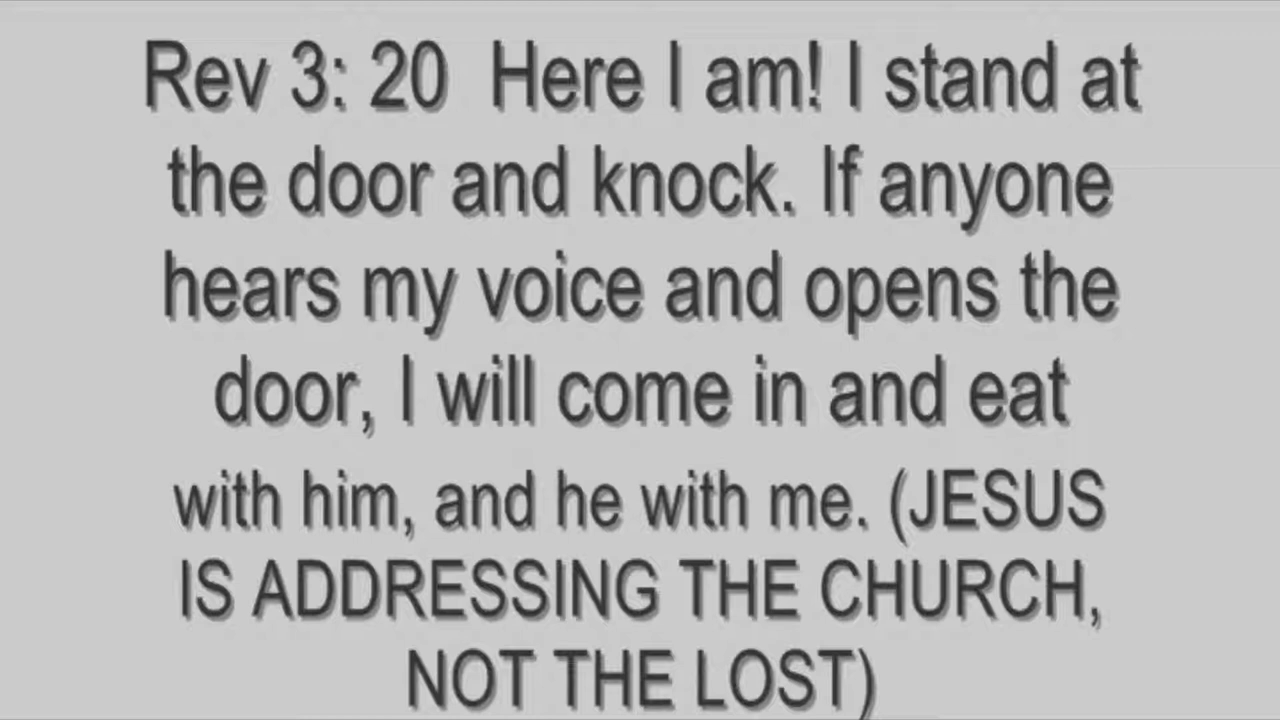 Rev 3: 20 Here I am! I stand at
the door and knock. If anyone
hears my voice and opens the
door, I will come in and eat
with him, and he with me. (JESUS
IS ADDRESSING THE CHURCH,
NOT THE LOST)